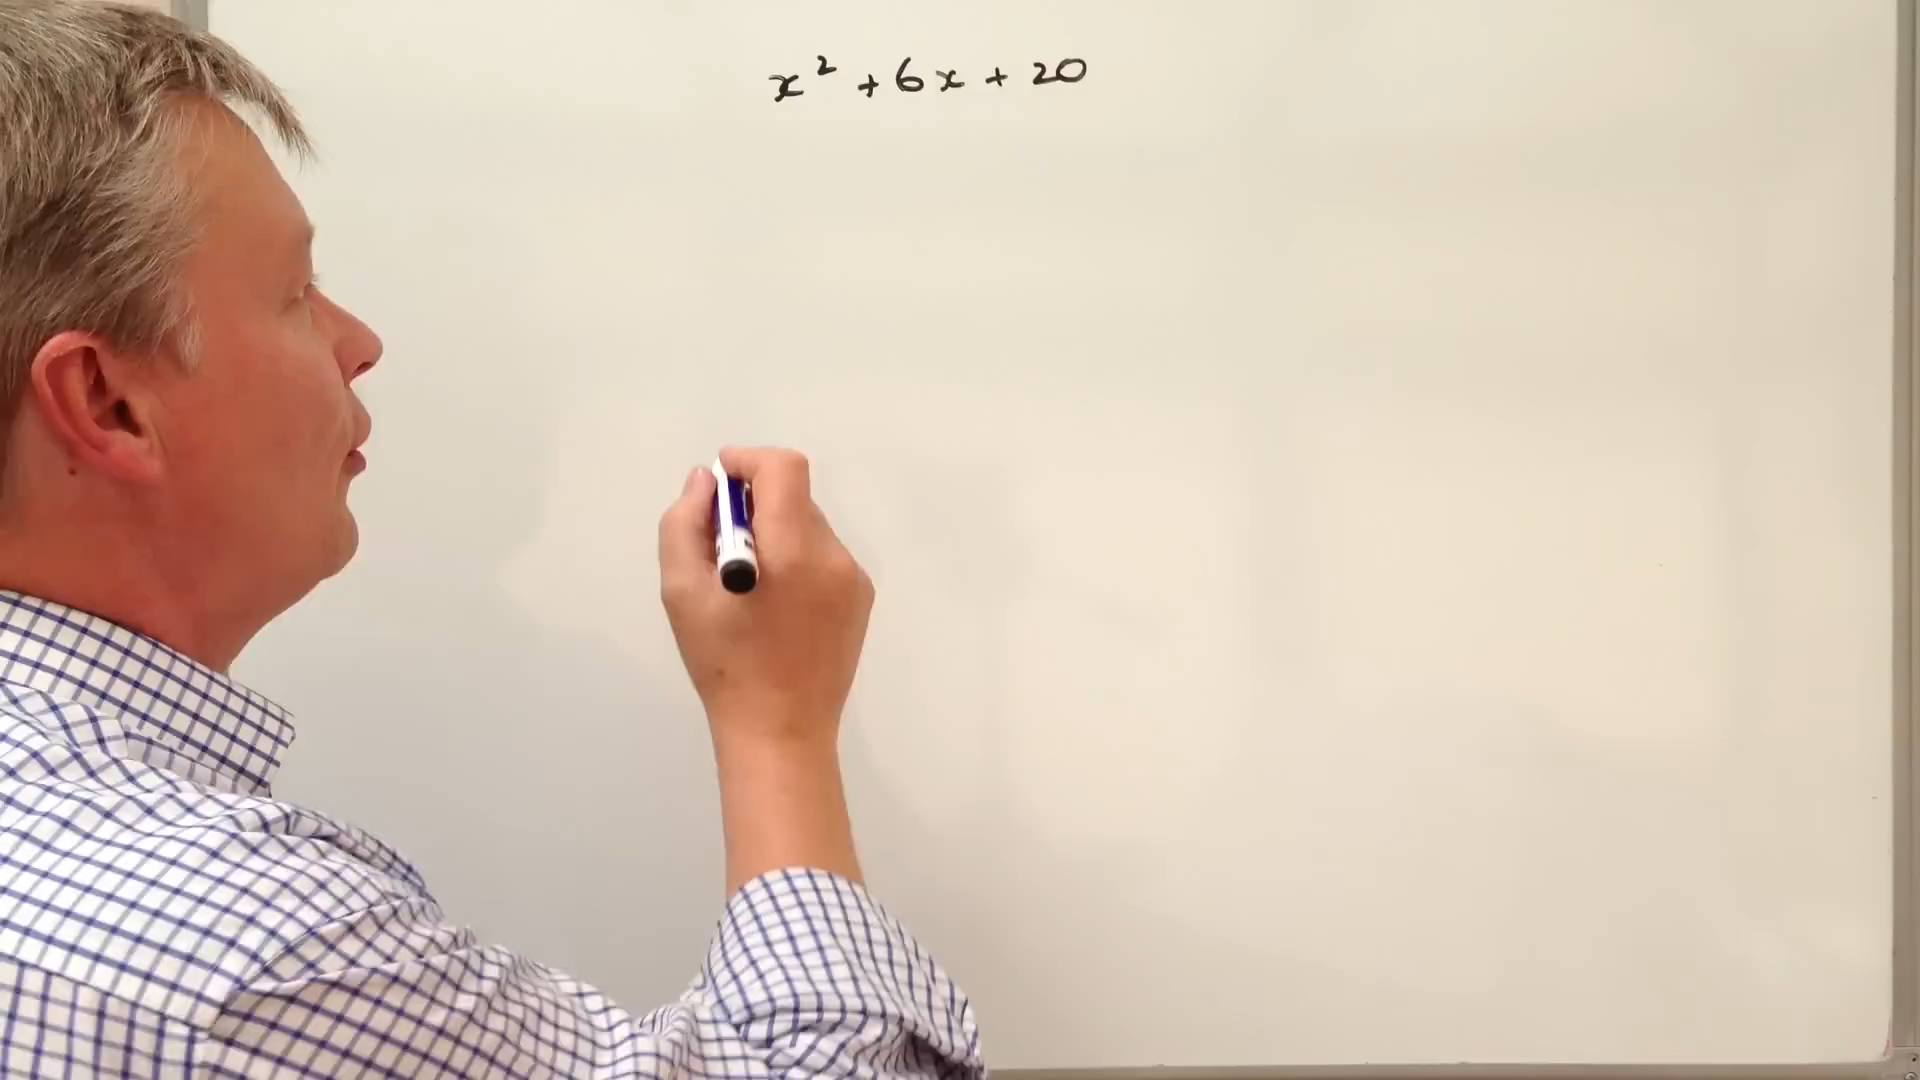 x² + 6x + 20